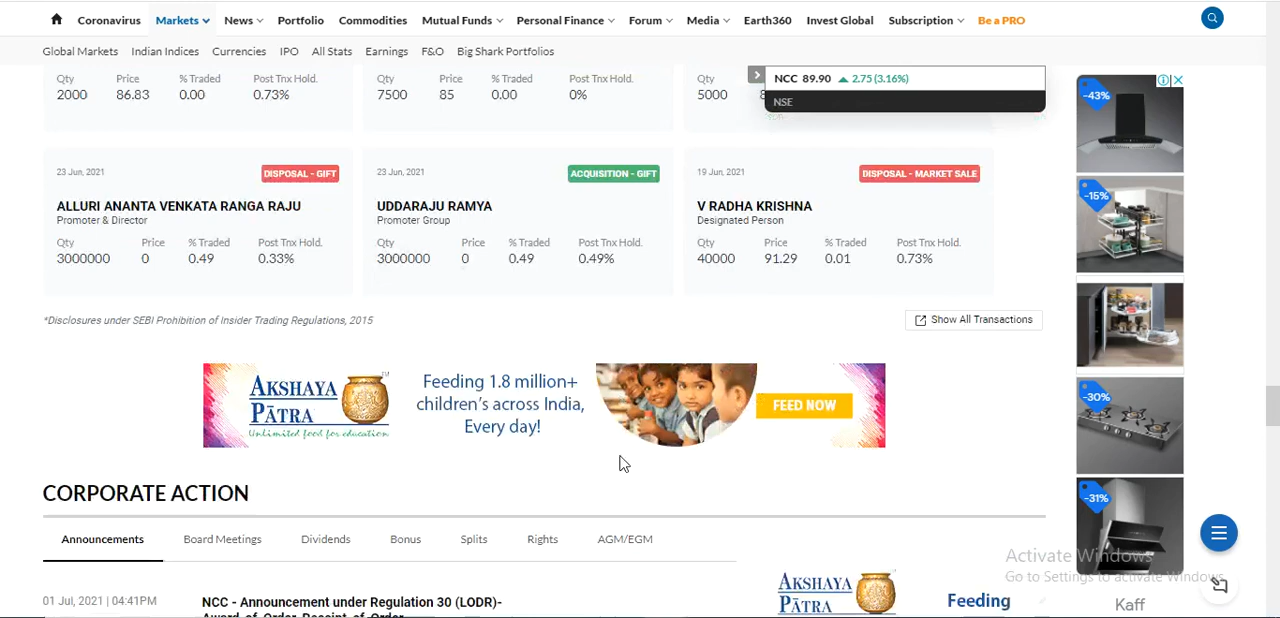 Coronavirus Markets News Portfolio Commodities Mutual Funds Personal Finance Forum Media Earth360 Invest Global Subscription Be a PRO
Global Markets Indian Indices Currencies IPO All Stats Earnings F&O Big Shark Portfolios
Qty Price % Traded Post Tnx Hold.
2000 86.83 0.00 0.73%
Qty Price % Traded Post Tnx Hold.
7500 85 0.00 0%
Qty
5000
NCC 89.90 2.75 (3.16%)
NSE
23 Jun, 2021 DISPOSAL - GIFT
ALLURI ANANTA VENKATA RANGA RAJU
Promoter & Director
Qty Price % Traded Post Tnx Hold.
3000000 0 0.49 0.33%
23 Jun, 2021 ACQUISITION - GIFT
UDDARAJU RAMYA
Promoter Group
Qty Price % Traded Post Tnx Hold.
3000000 0 0.49 0.49%
19 Jun, 2021 DISPOSAL - MARKET SALE
V RADHA KRISHNA
Designated Person
Qty Price % Traded Post Tnx Hold.
40000 91.29 0.01 0.73%
*Disclosures under SEBI Prohibition of Insider Trading Regulations, 2015
Show All Transactions
AKSHAYA PĀTRA TM
Unlimited food for education
Feeding 1.8 million+
children's across India,
Every day!
FEED NOW
CORPORATE ACTION
Announcements Board Meetings Dividends Bonus Splits Rights AGM/EGM
01 Jul, 2021 | 04:41PM
NCC - Announcement under Regulation 30 (LODR)-
Award_of_Order_Receipt_of_Order
AKSHAYA
PĀTRA
Feeding
-43%
-15%
-30%
-31%
Kaff
Activate Windows
Go to Settings to activate Windows.